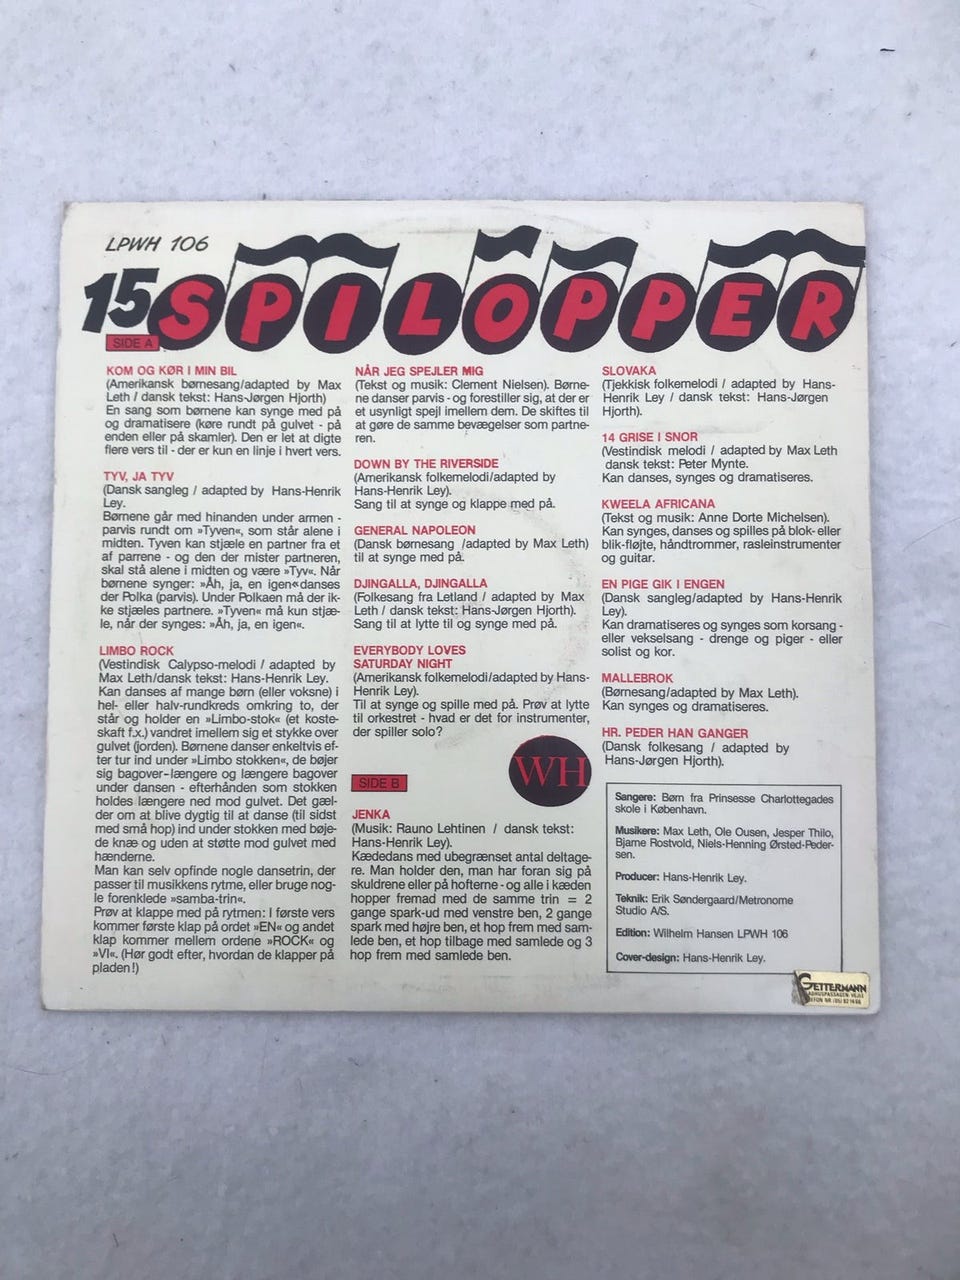 LPWH 106
15 SPILOPPER
SIDE A
KOM OG KØR I MIN BIL
(Amerikansk børnesang/adapted by Max
Leth / dansk tekst: Hans-Jørgen Hjorth)
En sang som børnene kan synge med på
og dramatisere (køre rundt på gulvet - på
enden eller på skamler). Den er let at digte
flere vers til - der er kun en linje i hvert vers.
TYV, JA TYV
(Dansk sangleg / adapted by Hans-Henrik
Ley.
Børnene går med hinanden under armen -
parvis rundt om »Tyven«, som står alene i
midten. Tyven kan stjæle en partner fra et
af parrene - og den der mister partneren,
skal stå alene i midten og være »Tyv«. Når
børnene synger: »Åh, ja, en igen« danses
der Polka (parvis). Under Polkaen må der ik-
ke stjæles partnere. »Tyven« må kun stjæ-
le, når der synges: »Åh, ja, en igen«.
LIMBO ROCK
(Vestindisk Calypso-melodi / adapted by
Max Leth/dansk tekst: Hans-Henrik Ley.
Kan danses af mange børn (eller voksne) i
hel- eller halv-rundkreds omkring to, der
står og holder en »Limbo-stok« (et koste-
skaft f.x.) vandret imellem sig et stykke over
gulvet (jorden). Børnene danser enkeltvis ef-
ter tur ind under »Limbo stokken«, de bøjer
sig bagover-længere og længere bagover
under dansen - efterhånden som stokken
holdes længere ned mod gulvet. Det gæl-
der om at blive dygtig til at danse (til sidst
med små hop) ind under stokken med bøje-
de knæ og uden at støtte mod gulvet med
hænderne.
Man kan selv opfinde nogle dansetrin, der
passer til musikkens rytme, eller bruge nog-
le forenklede »samba-trin«.
Prøv at klappe med på rytmen: I første vers
kommer første klap på ordet »EN« og andet
klap kommer mellem ordene »ROCK« og
»VI«. (Hør godt efter, hvordan de klapper på
pladen!)
NÅR JEG SPEJLER MIG
(Tekst og musik: Clement Nielsen). Børne-
ne danser parvis - og forestiller sig, at der er
et usynligt spejl imellem dem. De skiftes til
at gøre de samme bevægelser som partne-
ren.
DOWN BY THE RIVERSIDE
(Amerikansk folkemelodi/adapted by
Hans-Henrik Ley).
Sang til at synge og klappe med på.
GENERAL NAPOLEON
(Dansk børnesang /adapted by Max Leth)
til at synge med på.
DJINGALLA, DJINGALLA
(Folkesang fra Letland / adapted by Max
Leth / dansk tekst: Hans-Jørgen Hjorth).
Sang til at lytte til og synge med på.
EVERYBODY LOVES
SATURDAY NIGHT
(Amerikansk folkemelodi/adapted by Hans-
Henrik Ley).
Til at synge og spille med på. Prøv at lytte
til orkestret - hvad er det for instrumenter,
der spiller solo?
WH
SIDE B
JENKA
(Musik: Rauno Lehtinen / dansk tekst:
Hans-Henrik Ley).
Kædedans med ubegrænset antal deltage-
re. Man holder den, man har foran sig på
skuldrene eller på hofterne - og alle i kæden
hopper fremad med de samme trin = 2
gange spark-ud med venstre ben, 2 gange
spark med højre ben, et hop frem med sam-
lede ben, et hop tilbage med samlede og 3
hop frem med samlede ben.
SLOVAKA
(Tjekkisk folkemelodi / adapted by Hans-
Henrik Ley / dansk tekst: Hans-Jørgen
Hjorth).
14 GRISE I SNOR
(Vestindisk melodi / adapted by Max Leth
dansk tekst: Peter Mynte.
Kan danses, synges og dramatiseres.
KWEELA AFRICANA
(Tekst og musik: Anne Dorte Michelsen).
Kan synges, danses og spilles på blok- eller
blik-fløjte, håndtrommer, rasleinstrumenter
og guitar.
EN PIGE GIK I ENGEN
(Dansk sangleg/adapted by Hans-Henrik
Ley).
Kan dramatiseres og synges som korsang -
eller vekselsang - drenge og piger - eller
solist og kor.
MALLEBROK
(Børnesang/adapted by Max Leth).
Kan synges og dramatiseres.
HR. PEDER HAN GANGER
(Dansk folkesang / adapted by
Hans-Jørgen Hjorth).
Sangere: Børn fra Prinsesse Charlottegades
skole i København.
Musikere: Max Leth, Ole Ousen, Jesper Thilo,
Bjarne Rostvold, Niels-Henning Ørsted-Peder-
sen.
Producer: Hans-Henrik Ley.
Teknik: Erik Søndergaard/Metronome
Studio A/S.
Edition: Wilhelm Hansen LPWH 106
Cover-design: Hans-Henrik Ley.
GETTERMANN